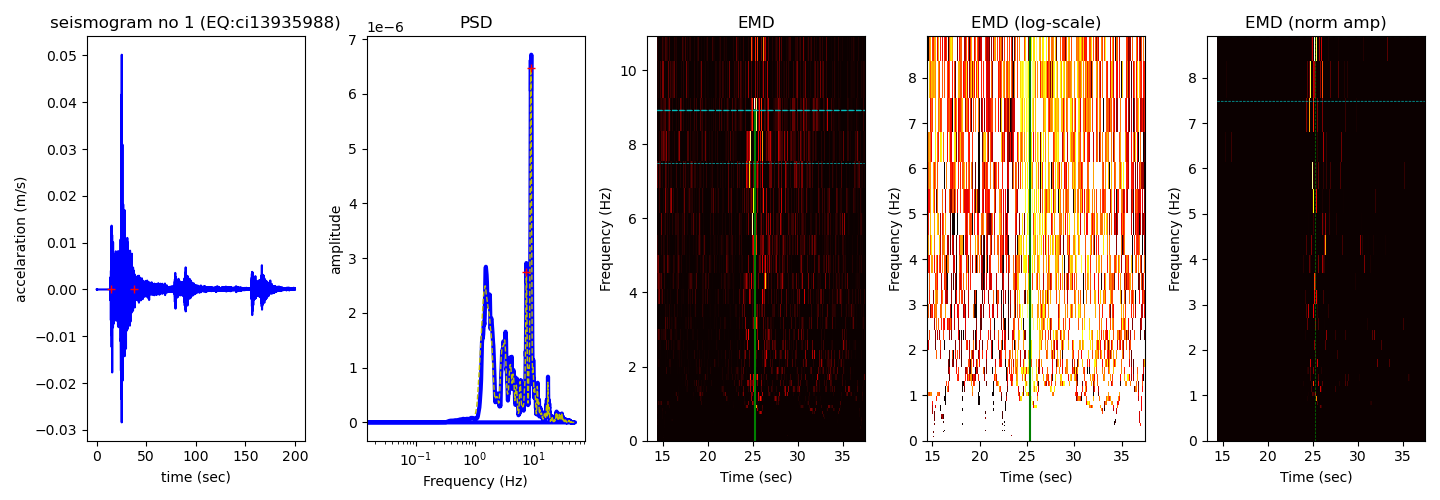 seismogram no 1 (EQ:ci13935988)
0.05
0.04
0.03
0.02
0.01
0.00
−0.01
−0.02
−0.03
accelaration (m/s)
0 50 100 150 200
time (sec)
PSD
1e−6
7
6
5
4
3
2
1
0
amplitude
10⁻¹ 10⁰ 10¹
Frequency (Hz)
EMD
10
8
6
4
2
0
Frequency (Hz)
15 20 25 30 35
Time (sec)
EMD (log-scale)
8
7
6
5
4
3
2
1
0
Frequency (Hz)
15 20 25 30 35
Time (sec)
EMD (norm amp)
8
7
6
5
4
3
2
1
0
Frequency (Hz)
15 20 25 30 35
Time (sec)